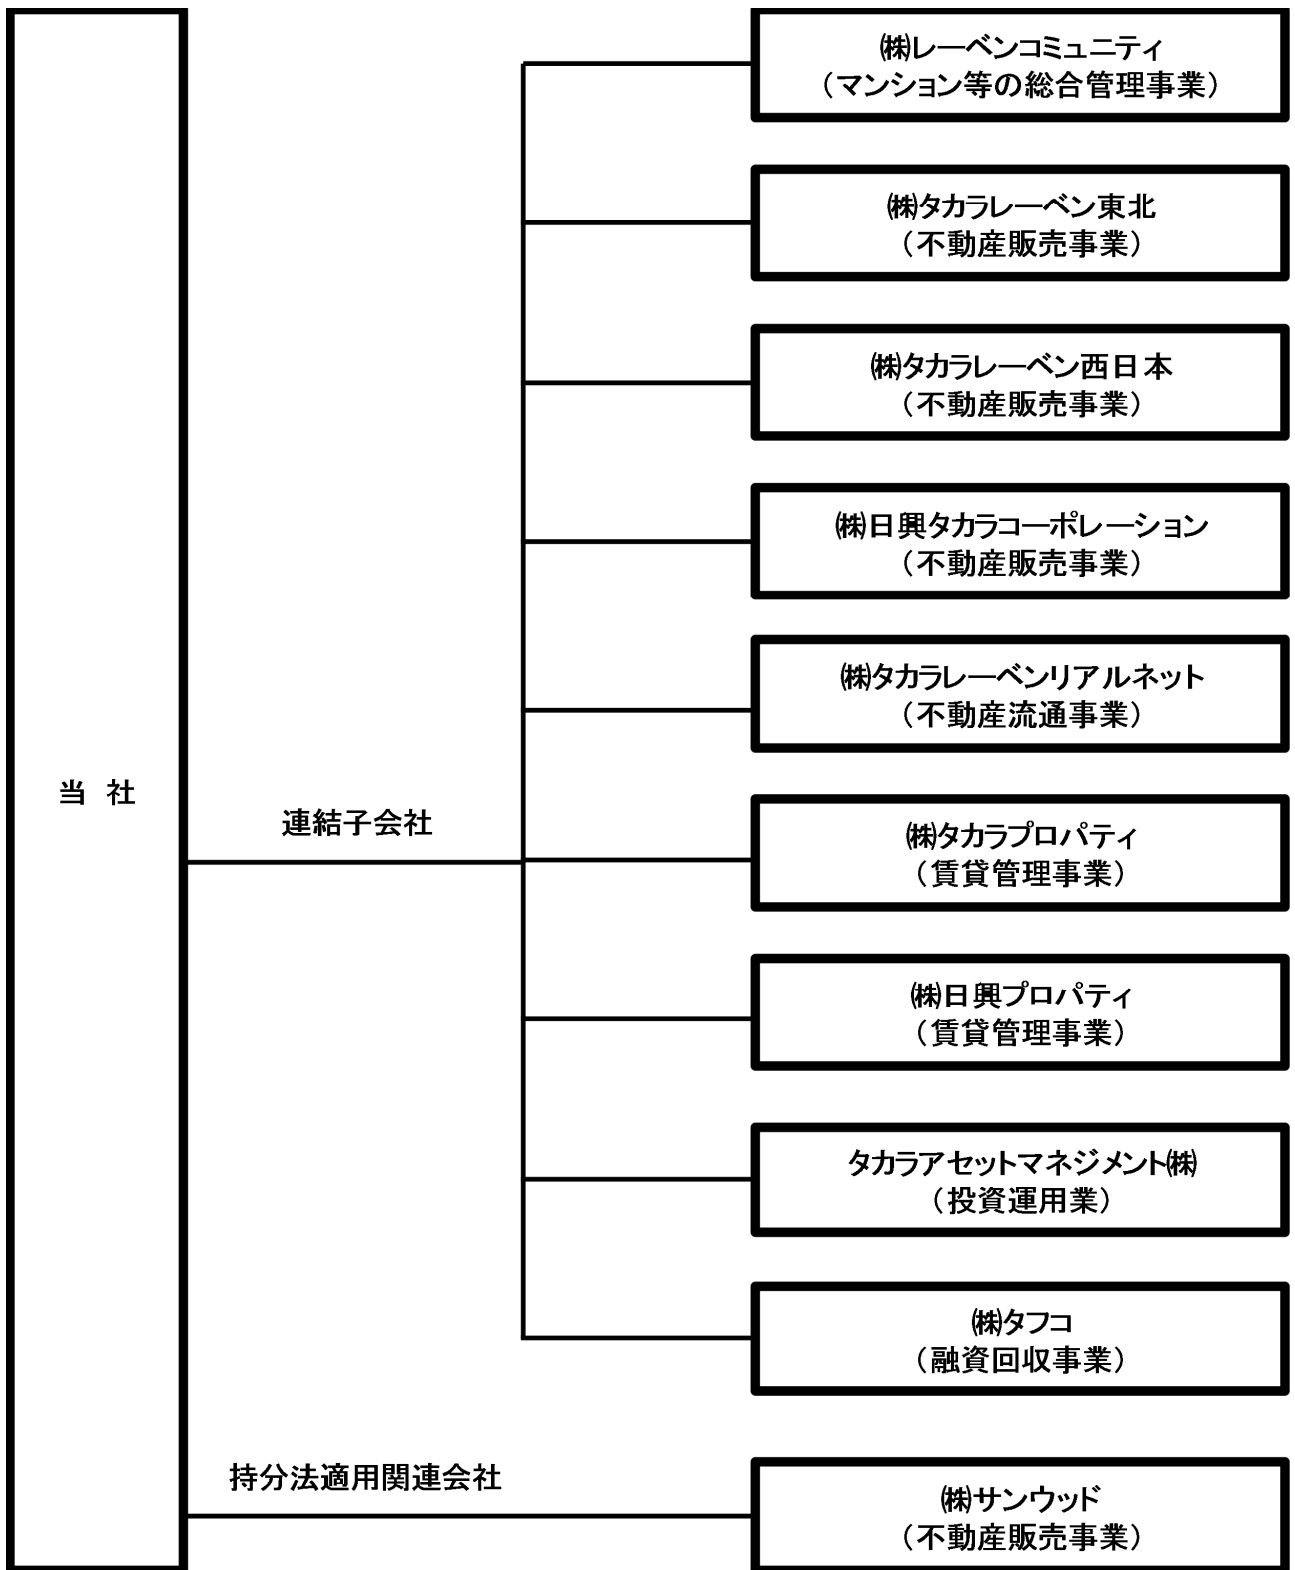 当 社
連結子会社
㈱レーベンコミュニティ
（マンション等の総合管理事業）
㈱タカラレーベン東北
（不動産販売事業）
㈱タカラレーベン西日本
（不動産販売事業）
㈱日興タカラコーポレーション
（不動産販売事業）
㈱タカラレーベンリアルネット
（不動産流通事業）
㈱タカラプロパティ
（賃貸管理事業）
㈱日興プロパティ
（賃貸管理事業）
タカラアセットマネジメント㈱
（投資運用業）
㈱タフコ
（融資回収事業）
持分法適用関連会社
㈱サンウッド
（不動産販売事業）